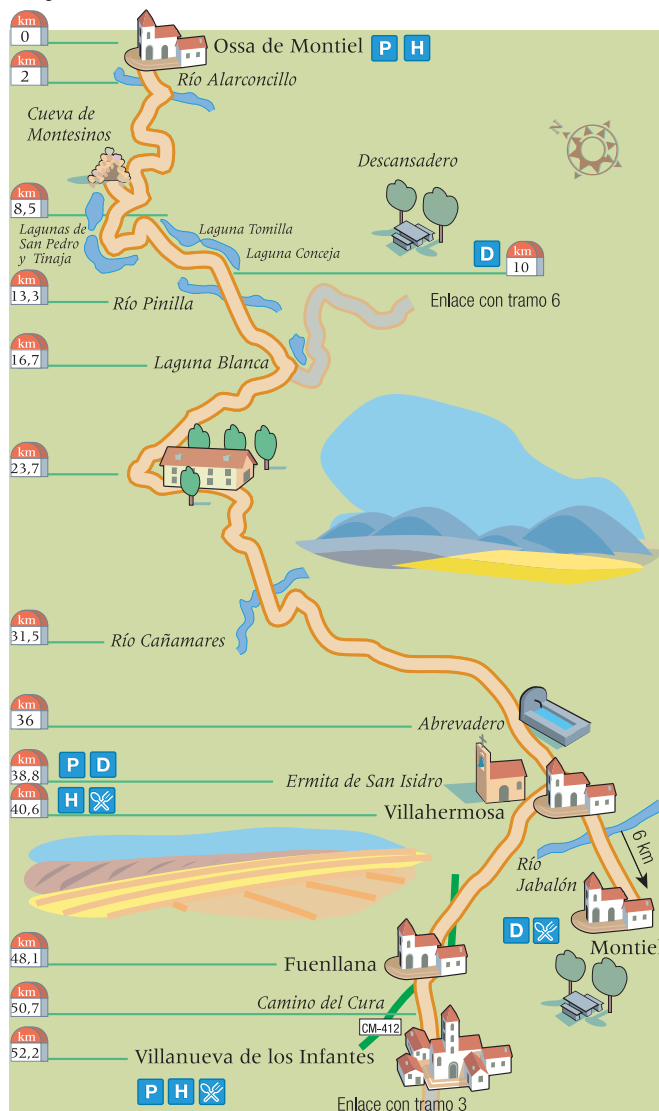 km
0
Ossa de Montiel P H
km
2
Río Alarconcillo
Cueva de
Montesinos
N
Descansadero
km
8,5
Lagunas de
San Pedro
y Tinaja
Laguna Tomilla
Laguna Conceja
D
km
10
km
13,3
Río Pinilla
Enlace con tramo 6
km
16,7
Laguna Blanca
km
23,7
km
31,5
Río Cañamares
km
36
Abrevadero
km
38,8
P D
Ermita de San Isidro
km
40,6
H
Villahermosa
6 km
Río
Jabalón
D
Montiel
km
48,1
Fuenllana
km
50,7
Camino del Cura
CM-412
km
52,2
Villanueva de los Infantes
P H
Enlace con tramo 3